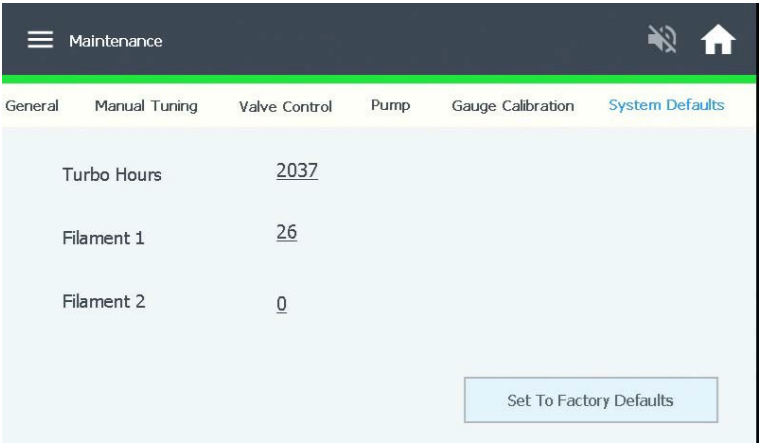 Maintenance
General Manual Tuning Valve Control Pump Gauge Calibration System Defaults
Turbo Hours 2037
Filament 1 26
Filament 2 0
Set To Factory Defaults